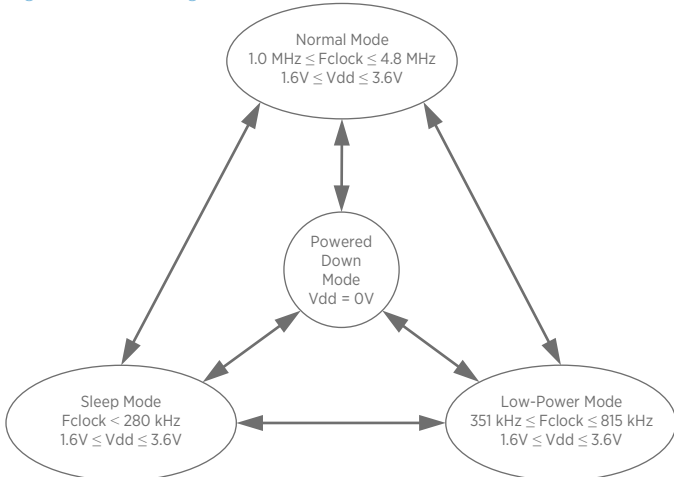 Normal Mode
1.0 MHz ≤ Fclock ≤ 4.8 MHz
1.6V ≤ Vdd ≤ 3.6V
Powered
Down
Mode
Vdd = 0V
Sleep Mode
Fclock < 280 kHz
1.6V ≤ Vdd ≤ 3.6V
Low-Power Mode
351 kHz ≤ Fclock ≤ 815 kHz
1.6V ≤ Vdd ≤ 3.6V